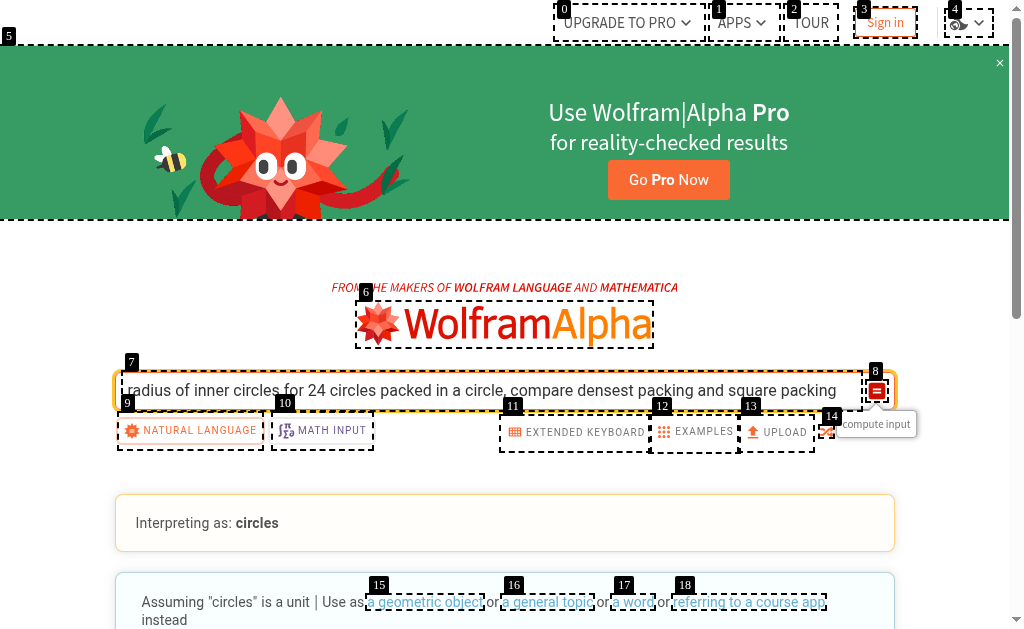 UPGRADE TO PRO APPS TOUR Sign in
0 1 2 3 4
5
×
Use Wolfram|Alpha Pro
for reality-checked results
Go Pro Now
FROM THE MAKERS OF WOLFRAM LANGUAGE AND MATHEMATICA
6
WolframAlpha
7 8
radius of inner circles for 24 circles packed in a circle, compare densest packing and square packing
9 10 11 12 13 14
NATURAL LANGUAGE MATH INPUT EXTENDED KEYBOARD EXAMPLES UPLOAD
compute input
Interpreting as: circles
15 16 17 18
Assuming "circles" is a unit | Use as a geometric object or a general topic or a word or referring to a course app
instead